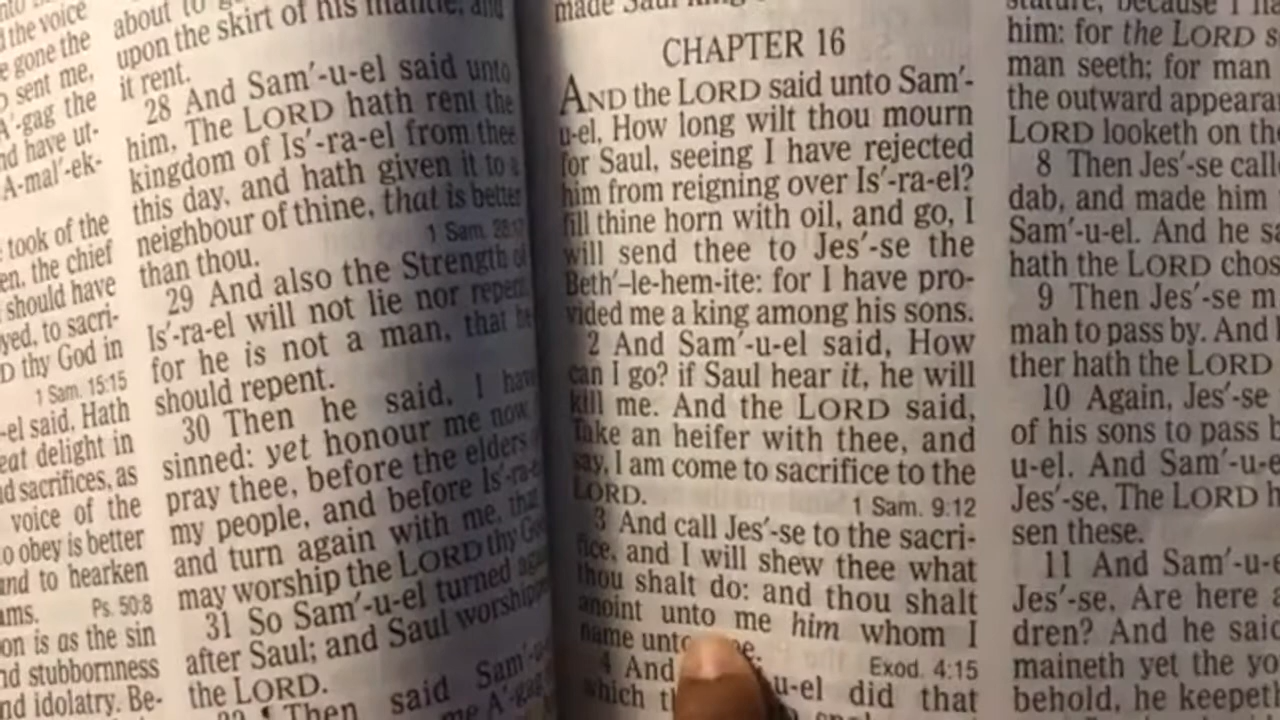 the voice
gone the
sent me,
A'-gag the
nd have ut-
A-mal'-ek-
took of the
en, the chief
should have
yed, to sacri-
D thy God in
1 Sam. 15:15
-el said, Hath
eat delight in
d sacrifices, as
voice of the
o obey is better
and to hearken
ams. Ps. 50:8
on is as the sin
nd stubbornness
nd idolatry. Be-
about to
upon the skirt of his mantle, and
it rent.
28 And Sam'-u-el said unto
him, The LORD hath rent the
kingdom of Is'-ra-el from thee
this day, and hath given it to a
neighbour of thine, that is better
than thou. 1 Sam. 28:17
29 And also the Strength of
Is'-ra-el will not lie nor repent:
for he is not a man, that he
should repent.
30 Then he said, I have
sinned: yet honour me now,
pray thee, before the elders
my people, and before Is'-ra-e
and turn again with me, that
may worship the LORD thy God
31 So Sam'-u-el turned again
after Saul; and Saul worshipped
the LORD.
32 ¶ Then said Sam'-u-
me A'-gag
made Saul king
CHAPTER 16
AND the LORD said unto Sam'-
u-el, How long wilt thou mourn
for Saul, seeing I have rejected
him from reigning over Is'-ra-el?
fill thine horn with oil, and go, I
will send thee to Jes'-se the
Beth'–le-hem-ite: for I have pro-
vided me a king among his sons.
2 And Sam'-u-el said, How
can I go? if Saul hear it, he will
kill me. And the LORD said,
Take an heifer with thee, and
say, I am come to sacrifice to the
LORD. 1 Sam. 9:12
3 And call Jes'-se to the sacri-
fice, and I will shew thee what
thou shalt do: and thou shalt
anoint unto me him whom I
name unto ee. Exod. 4:15
4 And u-el did that
which
stature; because I ha
him: for the LORD s
man seeth; for man
the outward appeara
LORD looketh on the
8 Then Jes'-se calle
dab, and made him
Sam'-u-el. And he sa
hath the LORD chos
9 Then Jes'-se m
mah to pass by. And
ther hath the LORD
10 Again, Jes'-se
of his sons to pass b
u-el. And Sam'-u-e
Jes'-se, The LORD h
sen these.
11 And Sam'-u-e
Jes'-se, Are here a
dren? And he said
maineth yet the yo
behold, he keepeth